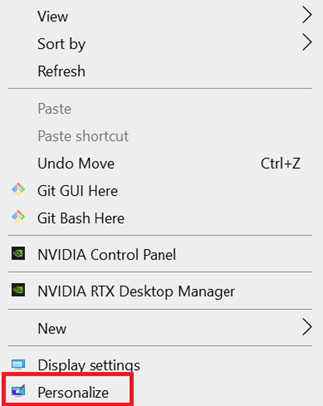 View
Sort by
Refresh
Paste
Paste shortcut
Undo Move Ctrl+Z
Git GUI Here
Git Bash Here
NVIDIA Control Panel
NVIDIA RTX Desktop Manager
New
Display settings
Personalize